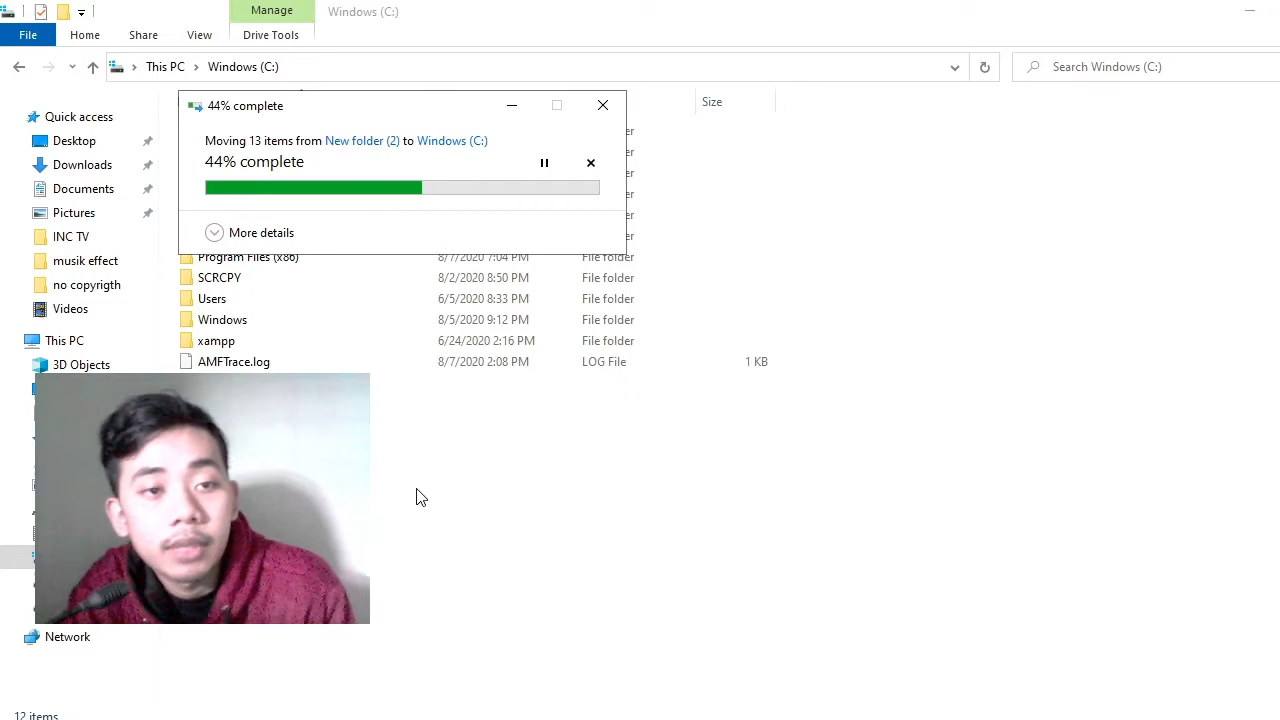 Manage
Windows (C:)
File
Home
Share
View
Drive Tools
This PC > Windows (C:)
Search Windows (C:)
Quick access
Desktop
Downloads
Documents
Pictures
INC TV
musik effect
no copyrigth
Videos
This PC
3D Objects
Network
12 items
44% complete
Moving 13 items from New folder (2) to Windows (C:)
44% complete
More details
Size
Program Files (x86) 8/7/2020 7:04 PM File folder
SCRCPY 8/2/2020 8:50 PM File folder
Users 6/5/2020 8:33 PM File folder
Windows 8/5/2020 9:12 PM File folder
xampp 6/24/2020 2:16 PM File folder
AMFTrace.log 8/7/2020 2:08 PM LOG File 1 KB